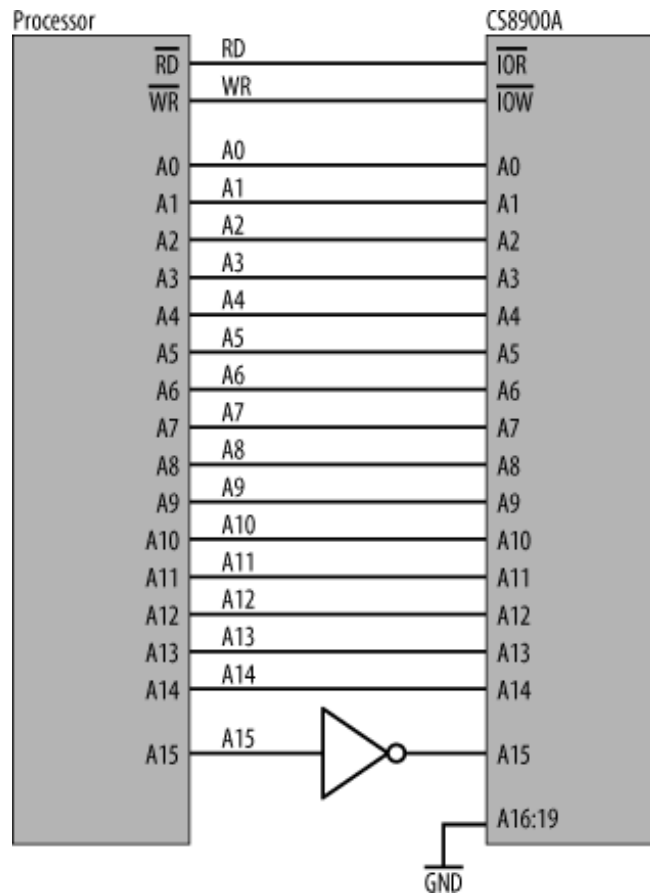 Processor CS8900A
RD RD IOR
WR WR IOW
A0 A0 A0
A1 A1 A1
A2 A2 A2
A3 A3 A3
A4 A4 A4
A5 A5 A5
A6 A6 A6
A7 A7 A7
A8 A8 A8
A9 A9 A9
A10 A10 A10
A11 A11 A11
A12 A12 A12
A13 A13 A13
A14 A14 A14
A15 A15 A15
A16:19
GND